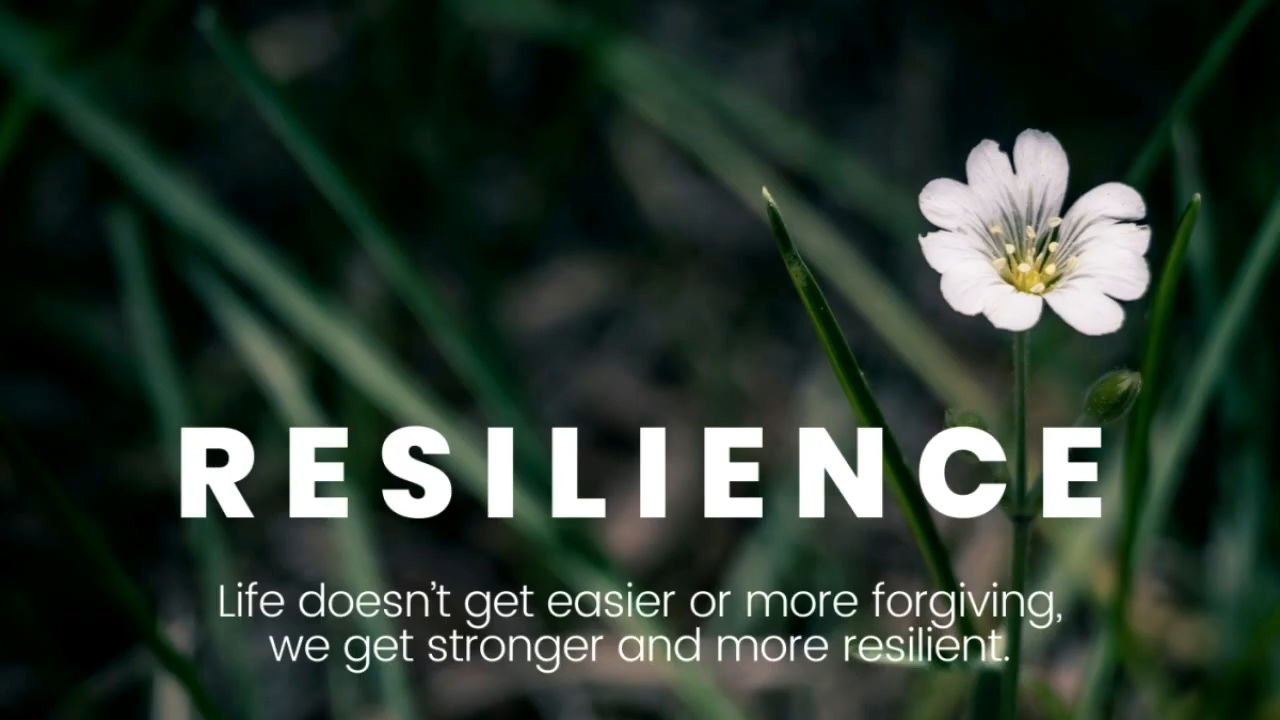 RESILIENCE
Life doesn’t get easier or more forgiving,
we get stronger and more resilient.